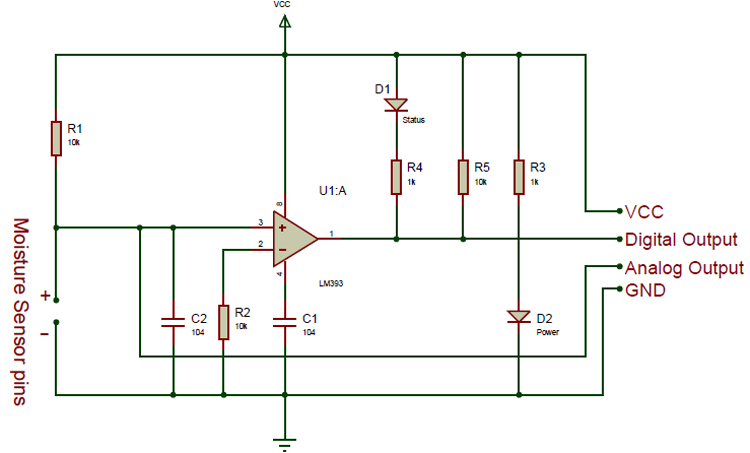 VCC
D1
Status
R1
10k
R4
1k
R5
10k
R3
1k
U1:A
8
3
+
1
2
−
4
LM393
VCC
Digital Output
Analog Output
GND
Moisture Sensor pins
+
-
C2
104
R2
10k
C1
104
D2
Power